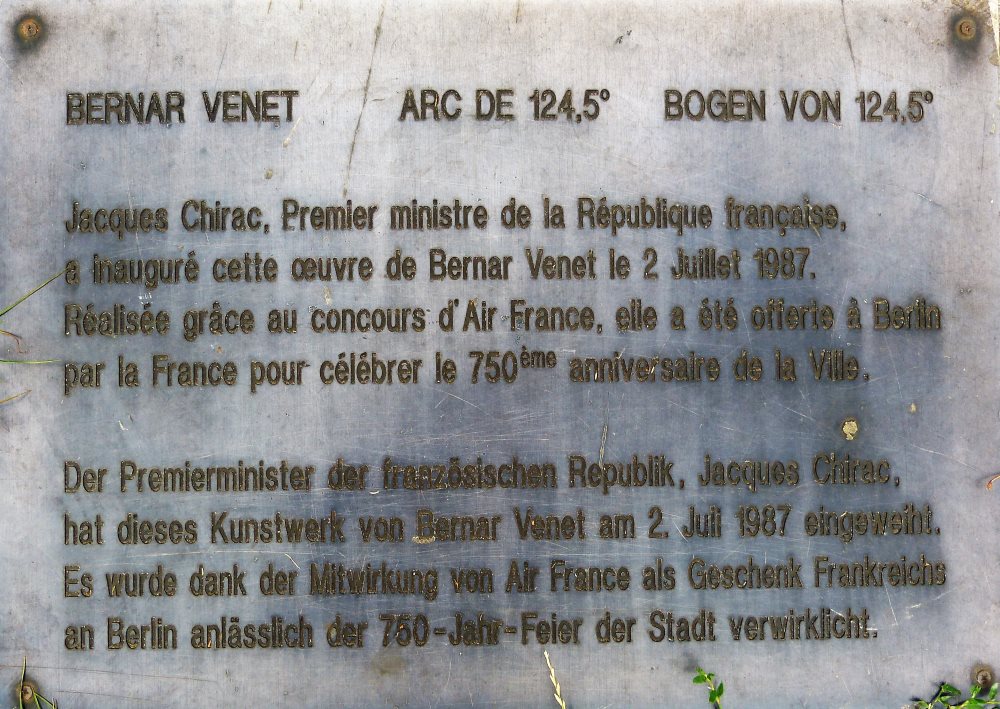 BERNAR VENET ARC DE 124,5° BOGEN VON 124,5°
Jacques Chirac, Premier ministre de la République française,
a inauguré cette œuvre de Bernar Venet le 2 Juillet 1987.
Réalisée grâce au concours d'Air France, elle a été offerte à Berlin
par la France pour célébrer le 750ème anniversaire de la Ville.
Der Premierminister der französischen Republik, Jacques Chirac,
hat dieses Kunstwerk von Bernar Venet am 2. Juli 1987 eingeweiht.
Es wurde dank der Mitwirkung von Air France als Geschenk Frankreichs
an Berlin anlässlich der 750-Jahr-Feier der Stadt verwirklicht.